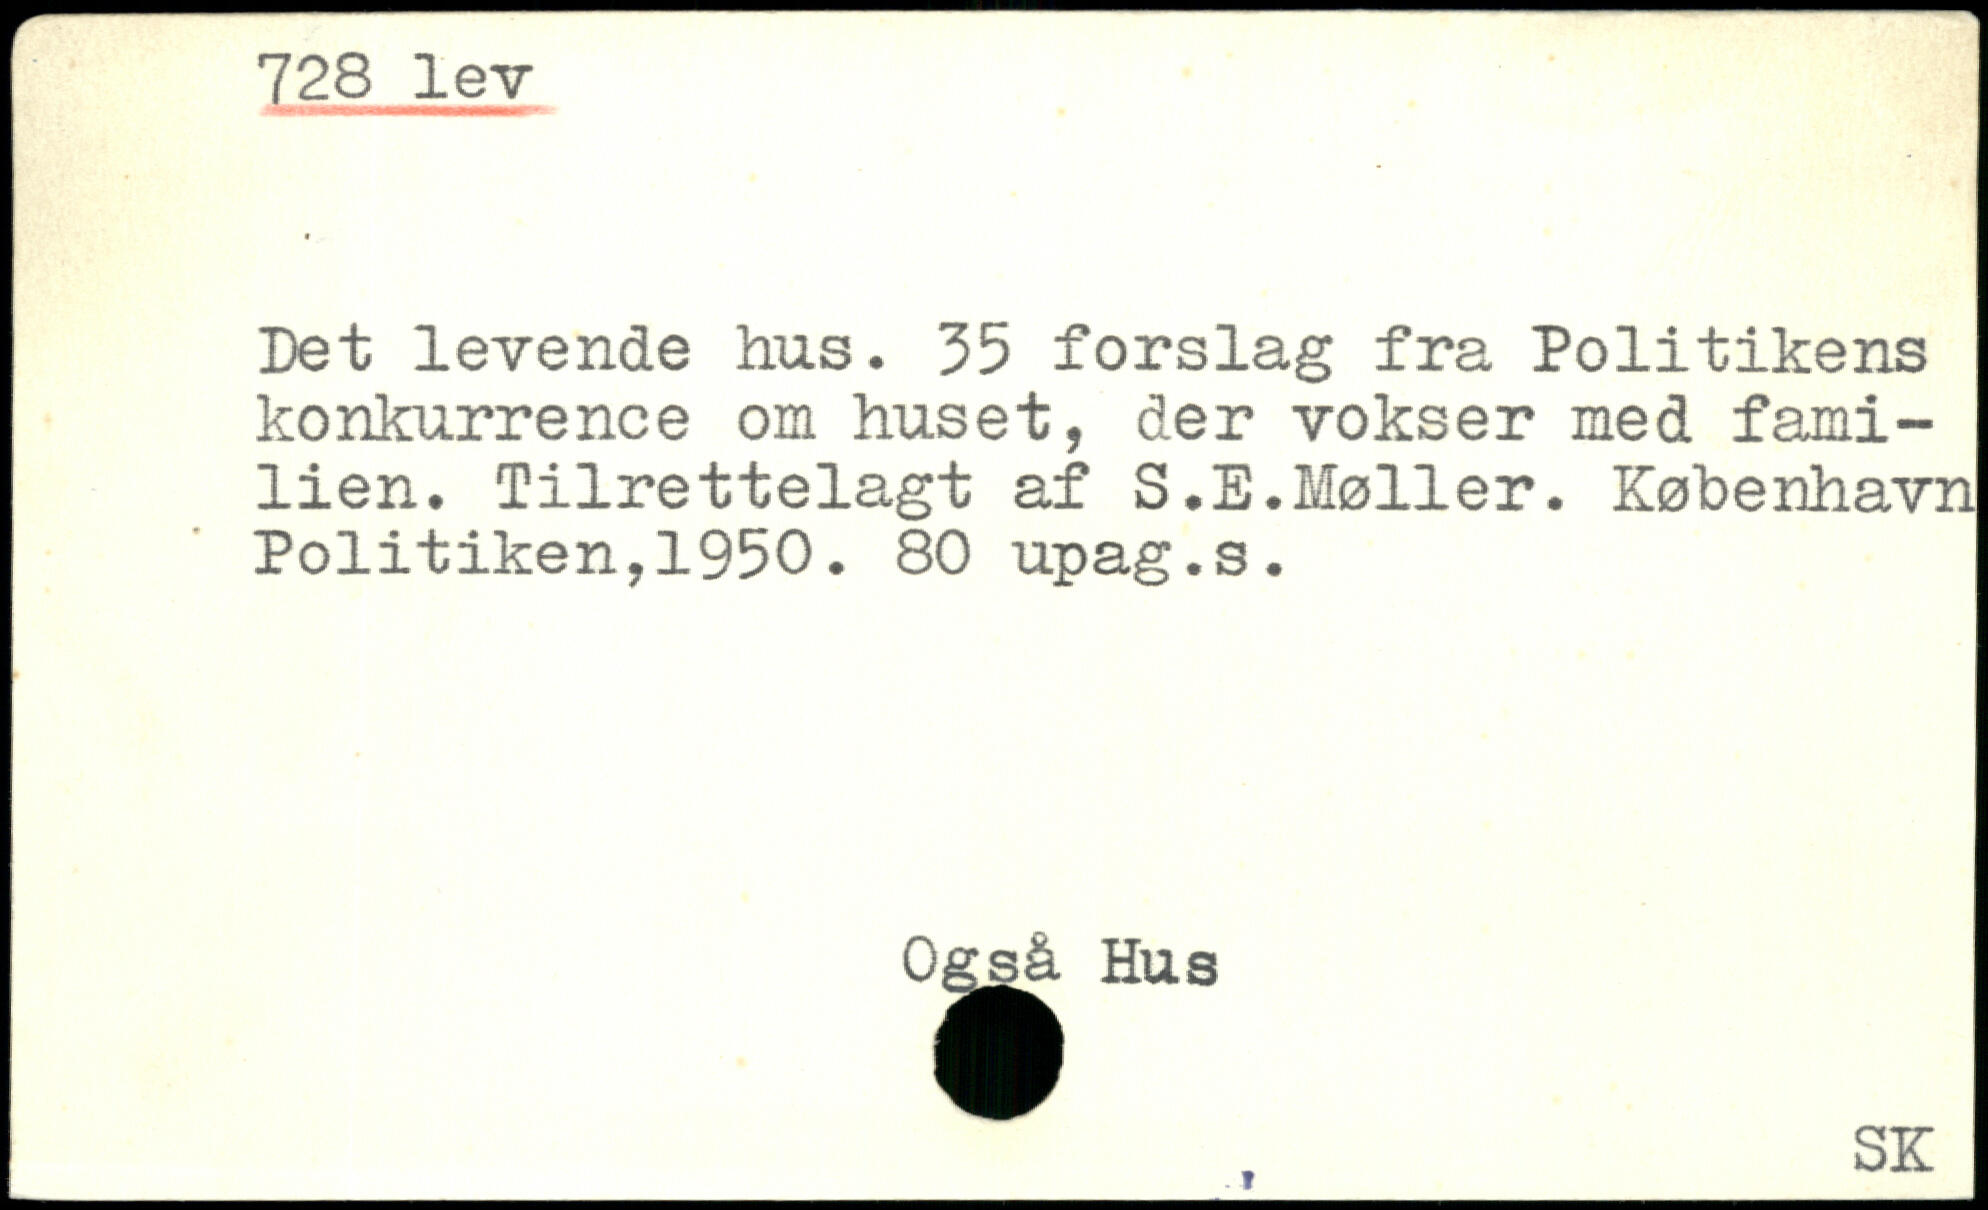 728 lev
Det levende hus. 35 forslag fra Politikens
konkurrence om huset, der vokser med fami-
lien. Tilrettelagt af S.E.Møller. København
Politiken,1950. 80 upag.s.
Også Hus
SK